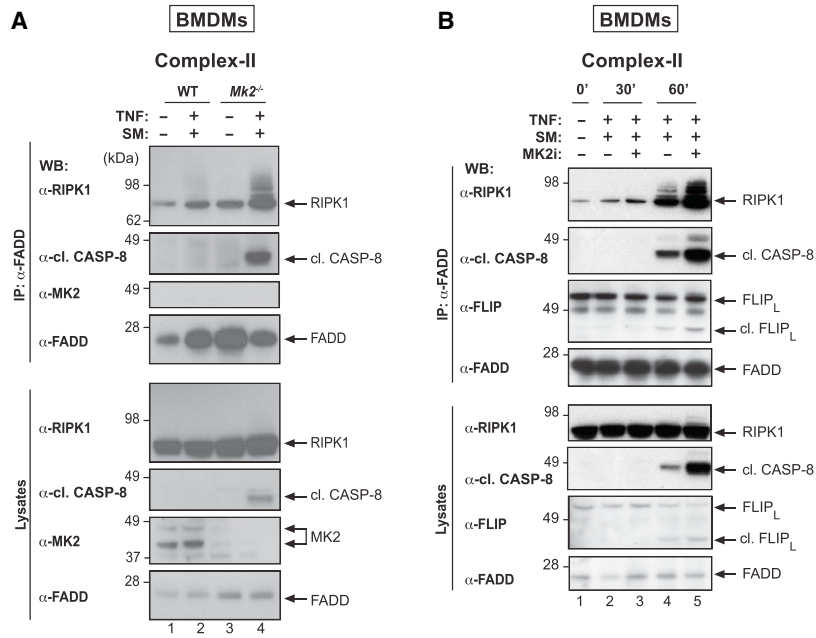 A
BMDMs
Complex-II
WT Mk2-/-
TNF: – + – +
SM: – + – +
WB: (kDa)
IP: α-FADD
α-RIPK1 98 62 RIPK1
α-cl. CASP-8 49 cl. CASP-8
α-MK2 49
α-FADD 28 FADD
Lysates
α-RIPK1 98 RIPK1
α-cl. CASP-8 49 cl. CASP-8
α-MK2 49 37 MK2
α-FADD 28 FADD
1 2 3 4
B
BMDMs
Complex-II
0' 30' 60'
TNF: – + + + +
SM: – + + + +
MK2i: – – + – +
WB:
IP: α-FADD
α-RIPK1 98 RIPK1
α-cl. CASP-8 49 cl. CASP-8
α-FLIP 49 FLIPL cl. FLIPL
α-FADD 28 FADD
Lysates
α-RIPK1 98 RIPK1
α-cl. CASP-8 49 cl. CASP-8
α-FLIP 49 FLIPL cl. FLIPL
α-FADD 28 FADD
1 2 3 4 5